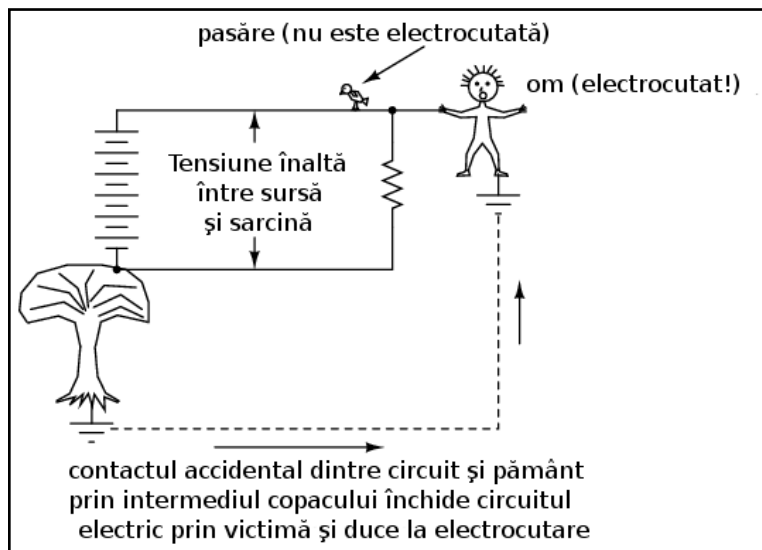 pasăre (nu este electrocutată)
om (electrocutat!)
Tensiune înaltă
între sursă
şi sarcină
contactul accidental dintre circuit şi pământ
prin intermediul copacului închide circuitul
electric prin victimă şi duce la electrocutare